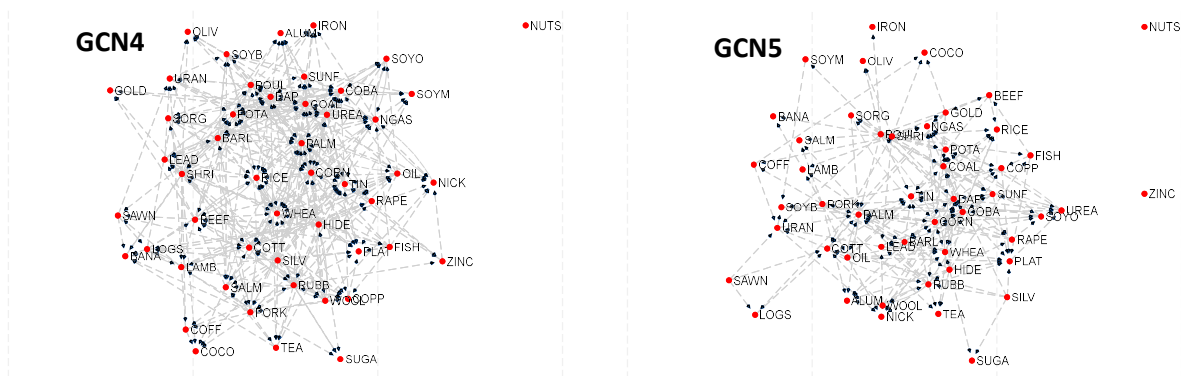 GCN4
OLIV
ALUM
IRON
NUTS
SOYB
SOYO
URAN
SUNF
GOLD
POUL
DAP
COBA
SOYM
COAL
POTA
UREA
NGAS
SORG
BARL
PALM
LEAD
SHRI
RICE
CORN
TIN
OIL
NICK
RAPE
SAWN
BEEF
WHEA
HIDE
LOGS
BANA
COTT
PLAT
FISH
LAMB
SILV
ZINC
SALM
RUBB
WOOL
COPP
PORK
COFF
COCO
TEA
SUGA
GCN5
IRON
NUTS
SOYM
OLIV
COCO
BEEF
BANA
SORG
GOLD
NGAS
RICE
SALM
POUL
SHRI
POTA
FISH
COFF
LAMB
COAL
COPP
ZINC
TIN
DAP
SUNF
SOYB
PORK
PALM
COBA
SOYO
UREA
URAN
CORN
COTT
LEAD
BARL
RAPE
OIL
WHEA
PLAT
HIDE
SAWN
RUBB
SILV
ALUM
WOOL
LOGS
NICK
TEA
SUGA